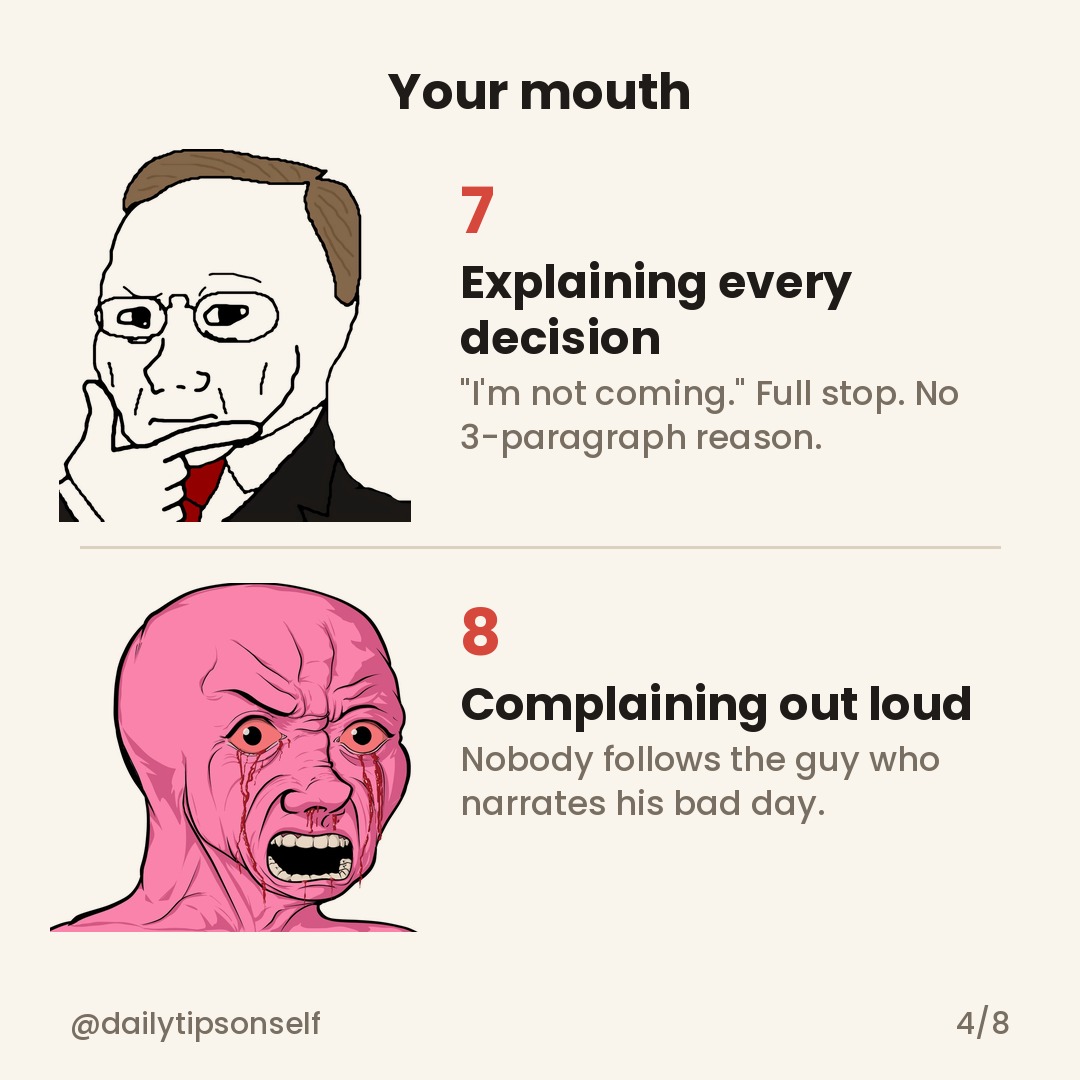 Your mouth
7
Explaining every
decision
"I'm not coming." Full stop. No
3-paragraph reason.
8
Complaining out loud
Nobody follows the guy who
narrates his bad day.
@dailytipsonself
4/8